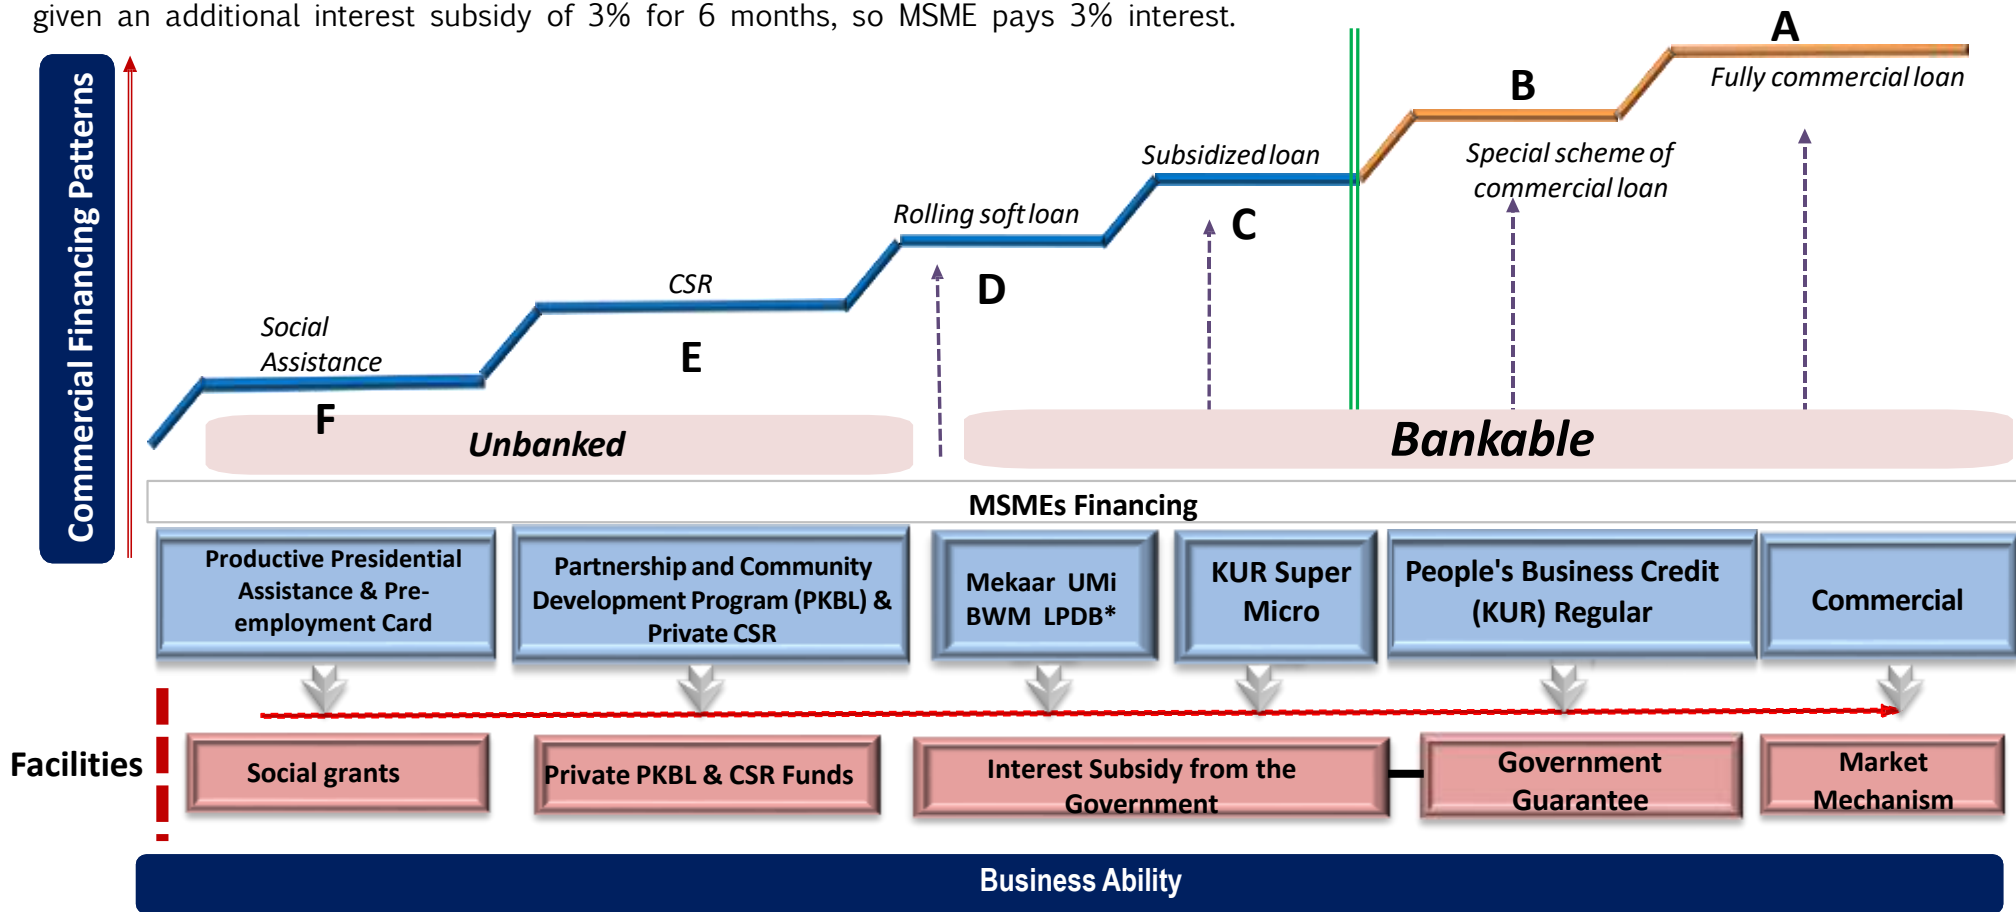 given an additional interest subsidy of 3% for 6 months, so MSME pays 3% interest.
Commercial Financing Patterns
A
Fully commercial loan
B
Special scheme of
commercial loan
Subsidized loan
C
Rolling soft loan
D
CSR
E
Social
Assistance
F
Unbanked
Bankable
MSMEs Financing
Productive Presidential
Assistance & Pre-
employment Card
Partnership and Community
Development Program (PKBL) &
Private CSR
Mekaar UMi
BWM LPDB*
KUR Super
Micro
People's Business Credit
(KUR) Regular
Commercial
Facilities
Social grants
Private PKBL & CSR Funds
Interest Subsidy from the
Government
Government
Guarantee
Market
Mechanism
Business Ability